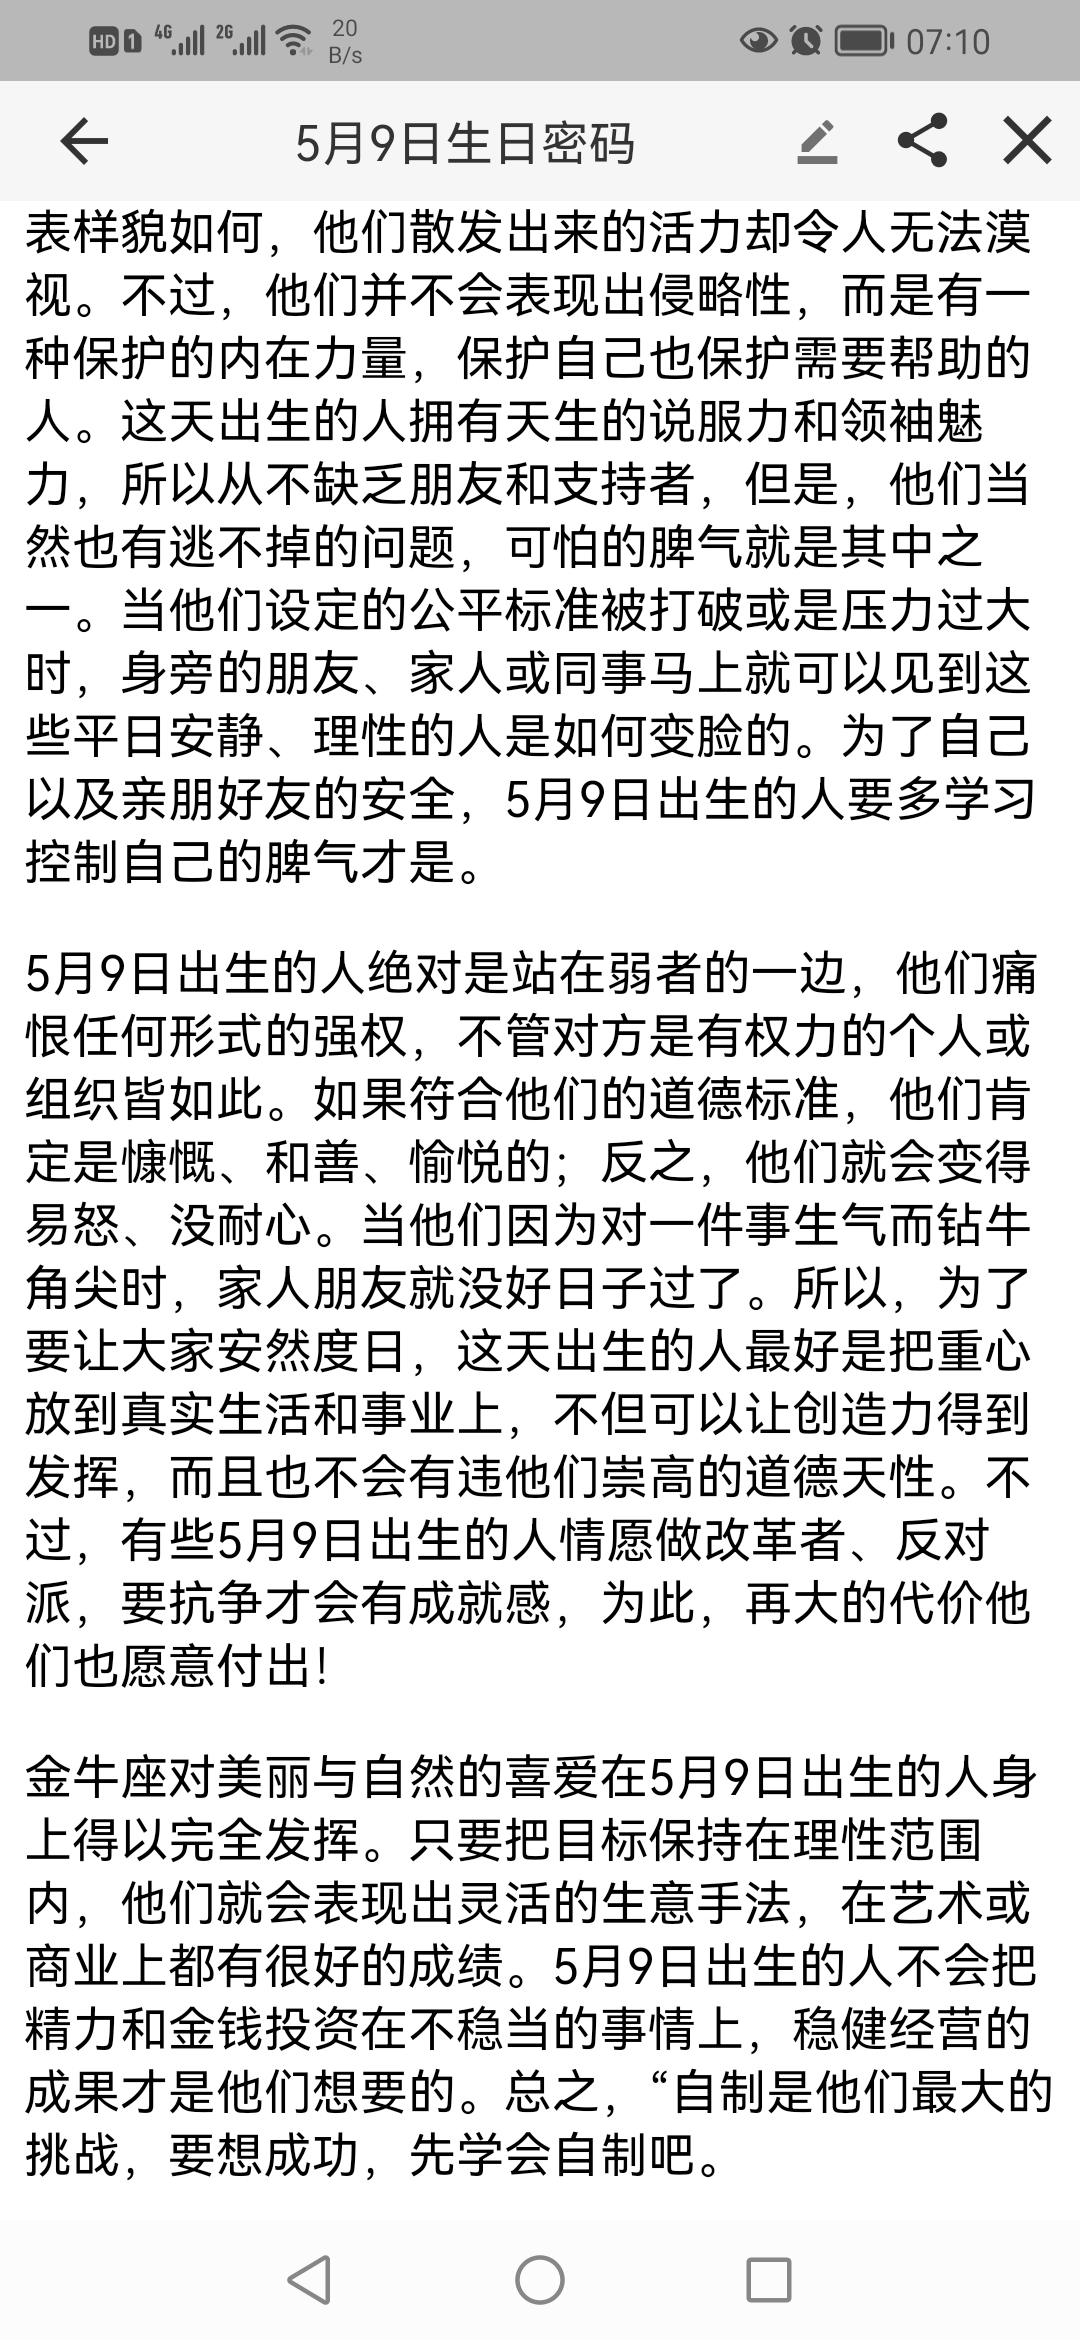 HD 1 4G 2G 20 B/s 07:10
5月9日生日密码
表样貌如何，他们散发出来的活力却令人无法漠
视。不过，他们并不会表现出侵略性，而是有一
种保护的内在力量，保护自己也保护需要帮助的
人。这天出生的人拥有天生的说服力和领袖魅
力，所以从不缺乏朋友和支持者，但是，他们当
然也有逃不掉的问题，可怕的脾气就是其中之
一。当他们设定的公平标准被打破或是压力过大
时，身旁的朋友、家人或同事马上就可以见到这
些平日安静、理性的人是如何变脸的。为了自己
以及亲朋好友的安全，5月9日出生的人要多学习
控制自己的脾气才是。
5月9日出生的人绝对是站在弱者的一边，他们痛
恨任何形式的强权，不管对方是有权力的个人或
组织皆如此。如果符合他们的道德标准，他们肯
定是慷慨、和善、愉悦的；反之，他们就会变得
易怒、没耐心。当他们因为对一件事生气而钻牛
角尖时，家人朋友就没好日子过了。所以，为了
要让大家安然度日，这天出生的人最好是把重心
放到真实生活和事业上，不但可以让创造力得到
发挥，而且也不会有违他们崇高的道德天性。不
过，有些5月9日出生的人情愿做改革者、反对
派，要抗争才会有成就感，为此，再大的代价他
们也愿意付出！
金牛座对美丽与自然的喜爱在5月9日出生的人身
上得以完全发挥。只要把目标保持在理性范围
内，他们就会表现出灵活的生意手法，在艺术或
商业上都有很好的成绩。5月9日出生的人不会把
精力和金钱投资在不稳当的事情上，稳健经营的
成果才是他们想要的。总之，“自制是他们最大的
挑战，要想成功，先学会自制吧。